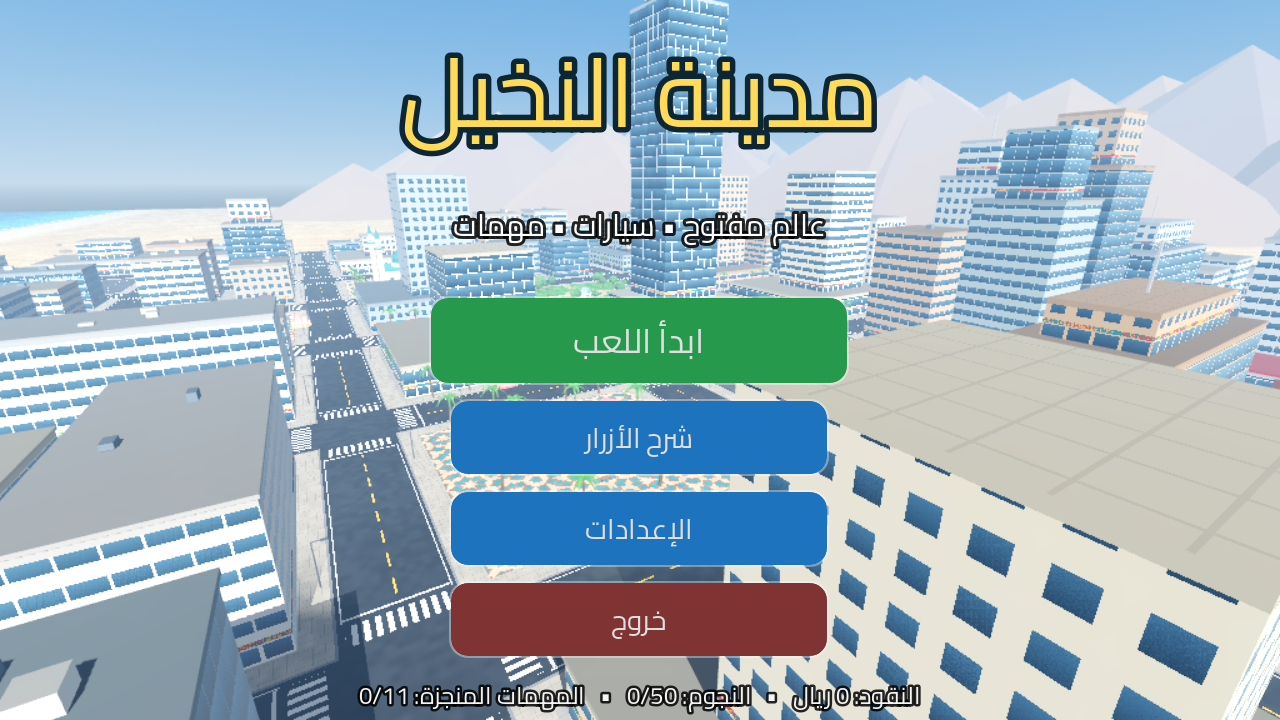 مدينة النخيل
عالم مفتوح ▪ سيارات ▪ مهمات
ابدأ اللعب
شرح الأزرار
الإعدادات
خروج
النقود: 0 ريال ▪ النجوم: 0/50 ▪ المهمات المنجزة: 0/11